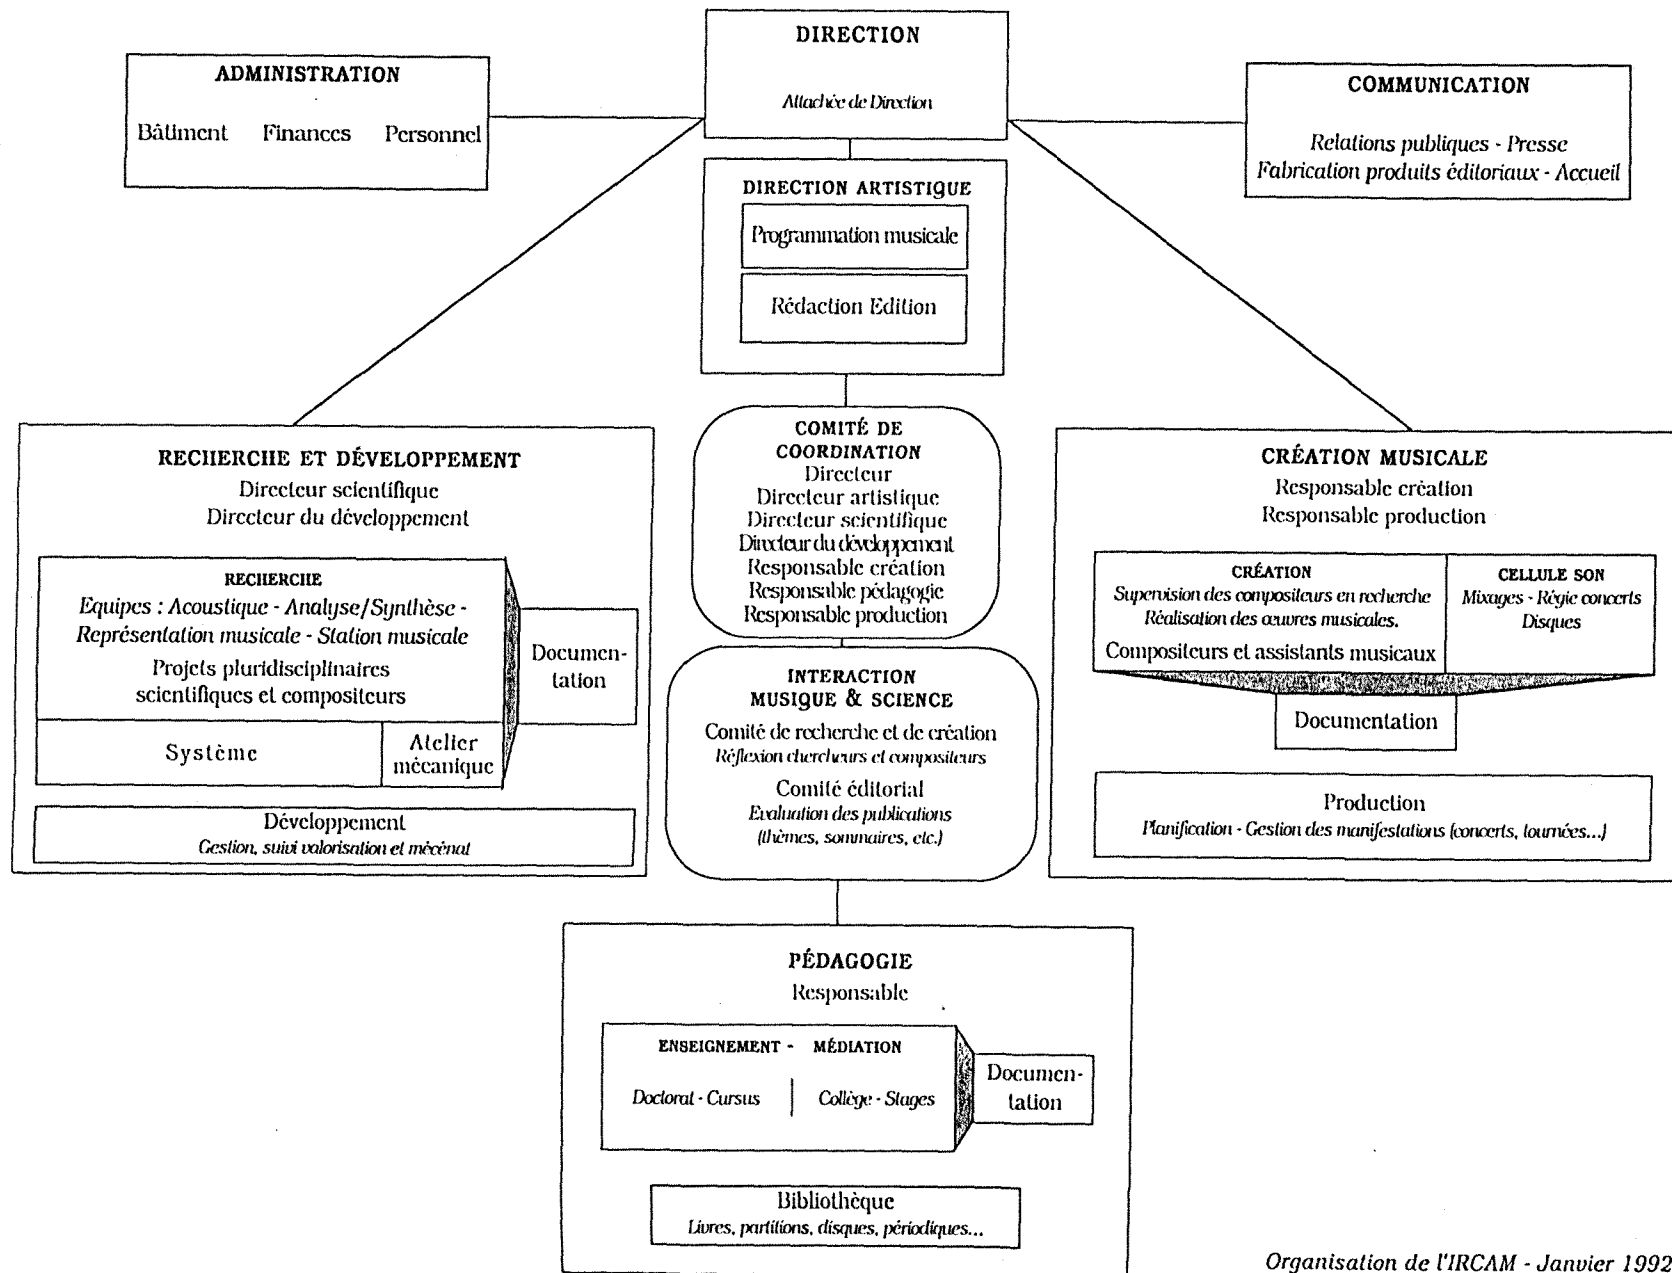 DIRECTION
Attachée de Direction
ADMINISTRATION
Bâtiment Finances Personnel
COMMUNICATION
Relations publiques - Presse
Fabrication produits éditoriaux - Accueil
DIRECTION ARTISTIQUE
Programmation musicale
Rédaction Edition
COMITÉ DE
COORDINATION
Directeur
Directeur artistique
Directeur scientifique
Directeur du développement
Responsable création
Responsable pédagogie
Responsable production
RECHERCHE ET DÉVELOPPEMENT
Directeur scientifique
Directeur du développement
RECHERCHE
Equipes : Acoustique - Analyse/Synthèse -
Représentation musicale - Station musicale
Projets pluridisciplinaires
scientifiques et compositeurs
Documen-
tation
Système
Atelier
mécanique
Développement
Gestion, suivi valorisation et mécénat
INTERACTION
MUSIQUE & SCIENCE
Comité de recherche et de création
Réflexion chercheurs et compositeurs
Comité éditorial
Evaluation des publications
(thèmes, sommaires, etc.)
CRÉATION MUSICALE
Responsable création
Responsable production
CRÉATION
Supervision des compositeurs en recherche
Réalisation des œuvres musicales.
Compositeurs et assistants musicaux
CELLULE SON
Mixages - Régie concerts
Disques
Documentation
Production
Planification - Gestion des manifestations (concerts, tournées...)
PÉDAGOGIE
Responsable
ENSEIGNEMENT - MÉDIATION
Doctorat - Cursus
Collège - Stages
Documen-
tation
Bibliothèque
Livres, partitions, disques, périodiques...
Organisation de l'IRCAM - Janvier 1992